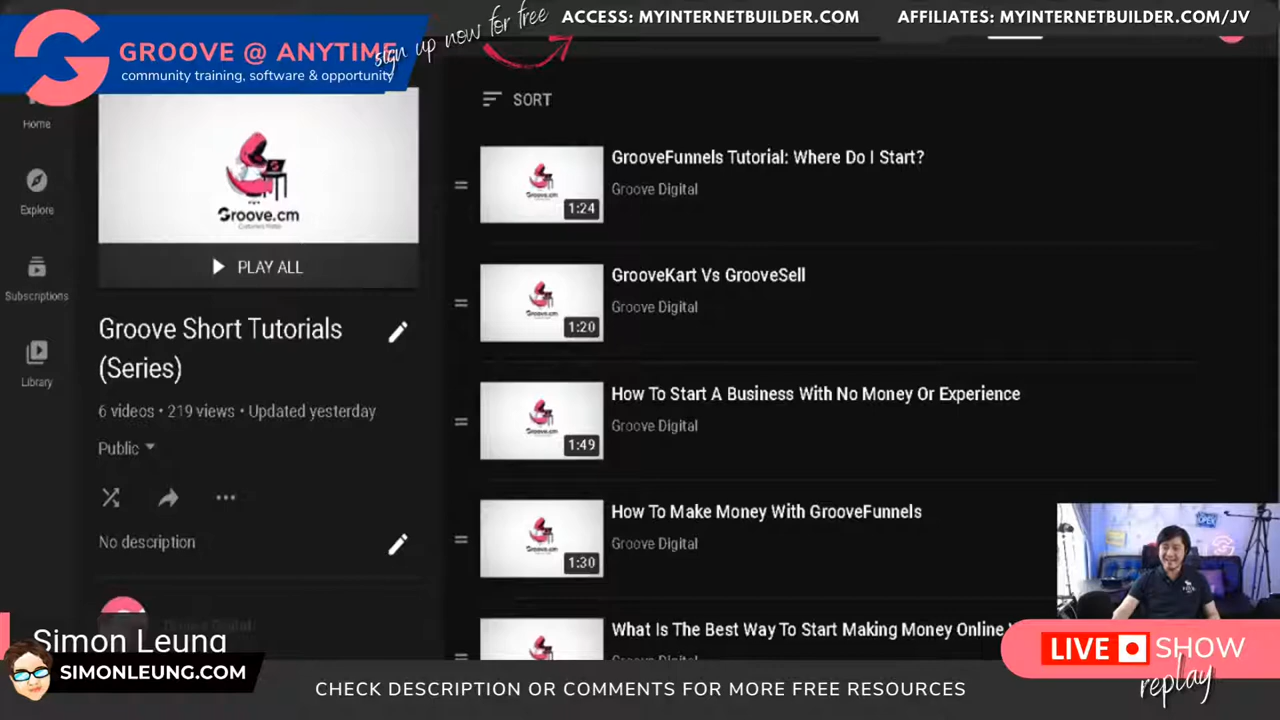 ACCESS: MYINTERNETBUILDER.COM
AFFILIATES: MYINTERNETBUILDER.COM/JV
sign up now for free
GROOVE @ ANYTIME
community training, software & opportunity
Home
Explore
Subscriptions
Library
Groove.cm
PLAY ALL
Groove Short Tutorials
(Series)
6 videos • 219 views • Updated yesterday
Public
No description
SORT
GrooveFunnels Tutorial: Where Do I Start?
Groove Digital
1:24
GrooveKart Vs GrooveSell
Groove Digital
1:20
How To Start A Business With No Money Or Experience
Groove Digital
1:49
How To Make Money With GrooveFunnels
Groove Digital
1:30
What Is The Best Way To Start Making Money Online
Groove Digital
OPEN
Simon Leung
SIMONLEUNG.COM
LIVE SHOW
replay
CHECK DESCRIPTION OR COMMENTS FOR MORE FREE RESOURCES